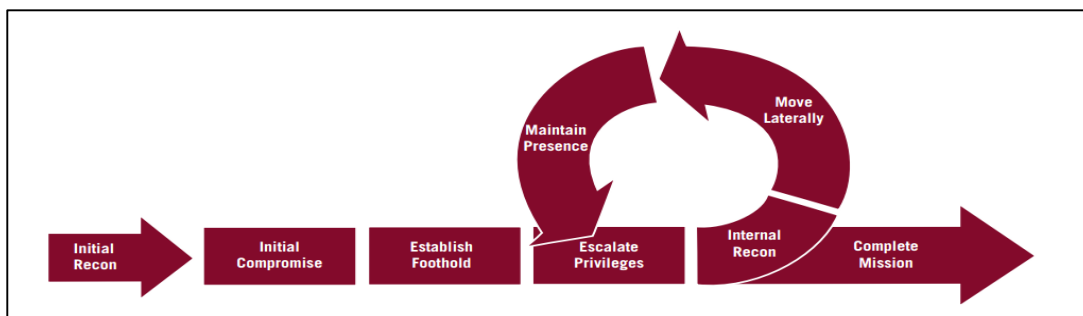 Move
Laterally
Maintain
Presence
Initial
Recon
Initial
Compromise
Establish
Foothold
Escalate
Privileges
Internal
Recon
Complete
Mission